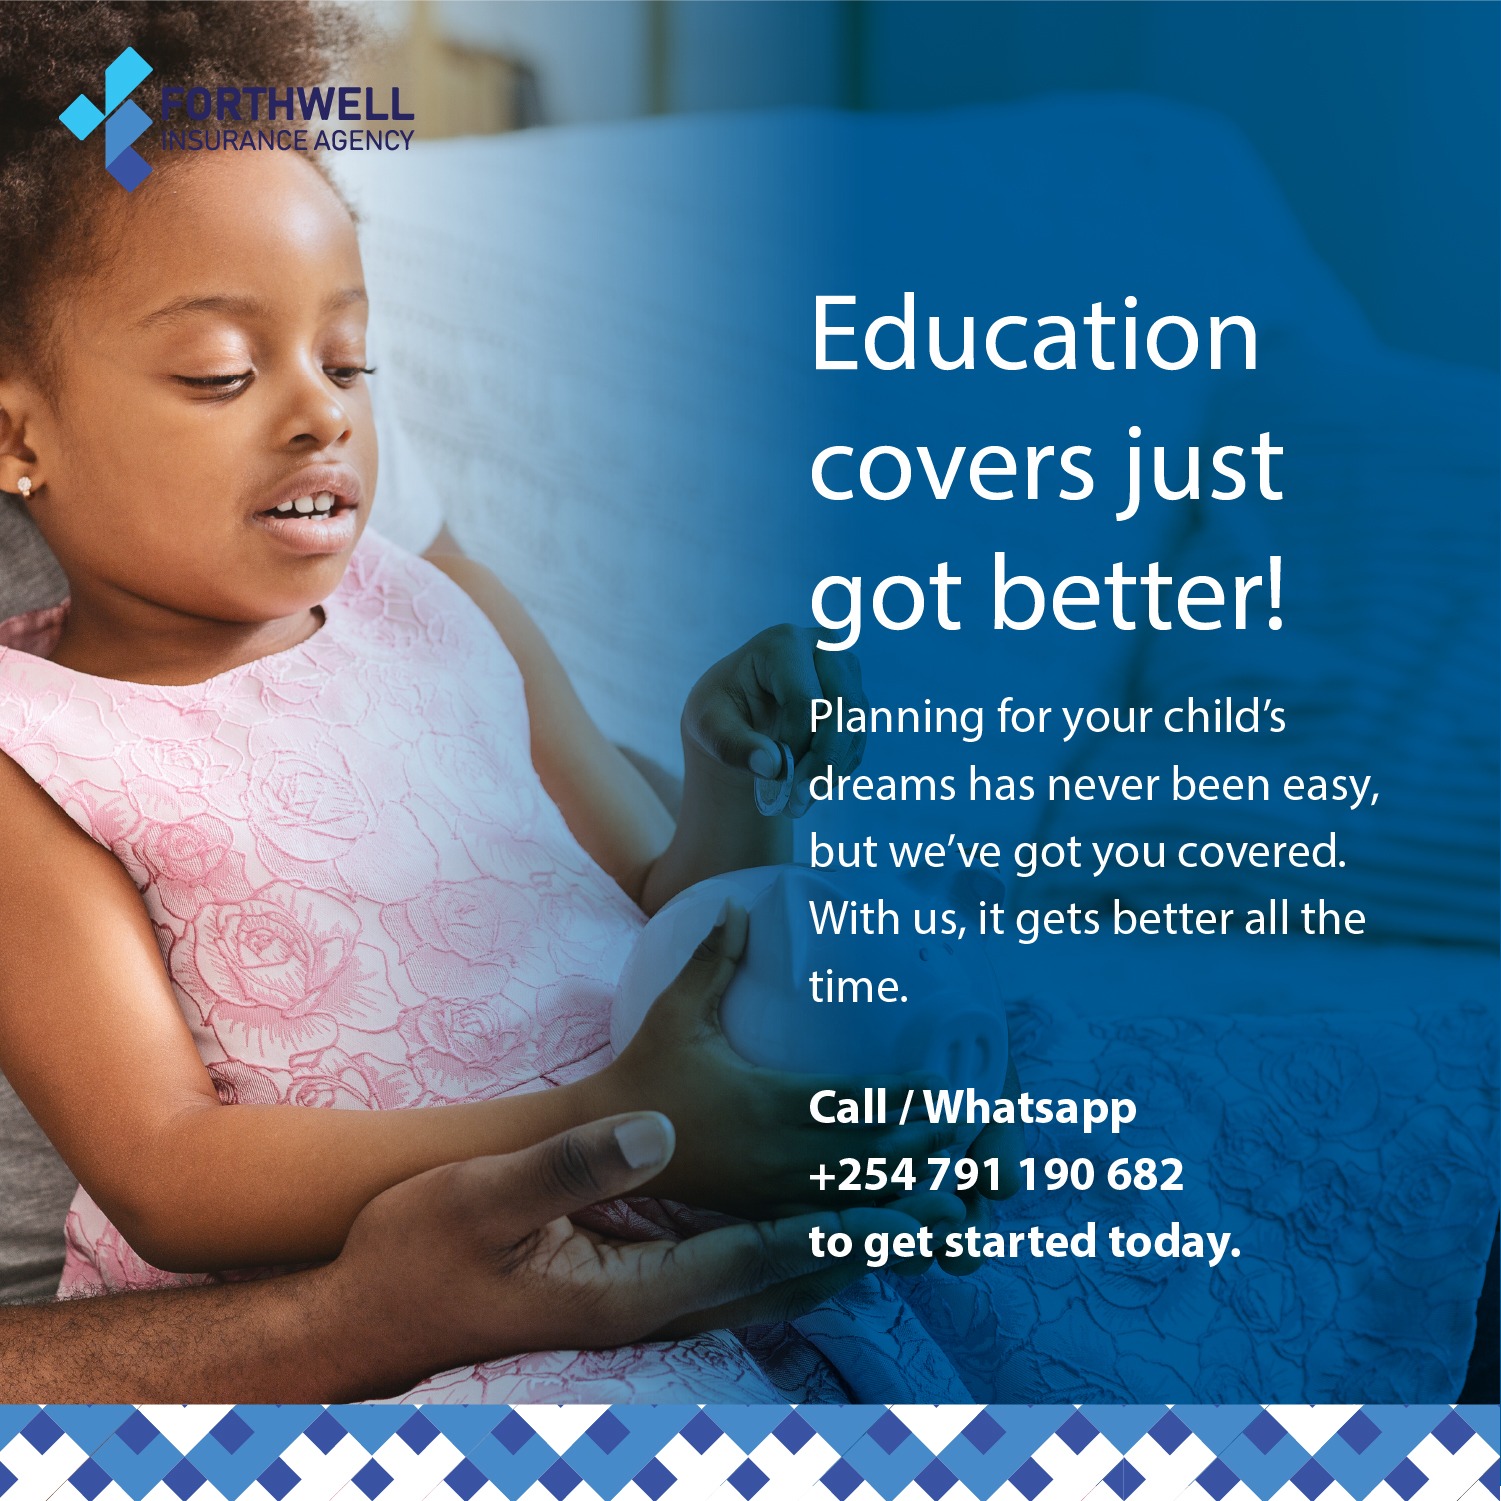 FORTHWELL
INSURANCE AGENCY
Education
covers just
got better!
Planning for your child’s
dreams has never been easy,
but we’ve got you covered.
With us, it gets better all the
time.
Call / Whatsapp
+254 791 190 682
to get started today.